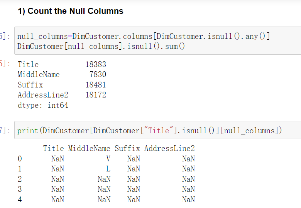 1) Count the Null Columns
null_columns=DimCustomer.columns[DimCustomer.isnull().any()]
DimCustomer[null_columns].isnull().sum()
Title 18383
MiddleName 7830
Suffix 18481
AddressLine2 18172
dtype: int64
print(DimCustomer[DimCustomer["Title"].isnull()][null_columns])
Title MiddleName Suffix AddressLine2
0 NaN V NaN NaN
1 NaN L NaN NaN
2 NaN NaN NaN NaN
3 NaN NaN NaN NaN
4 NaN NaN NaN NaN